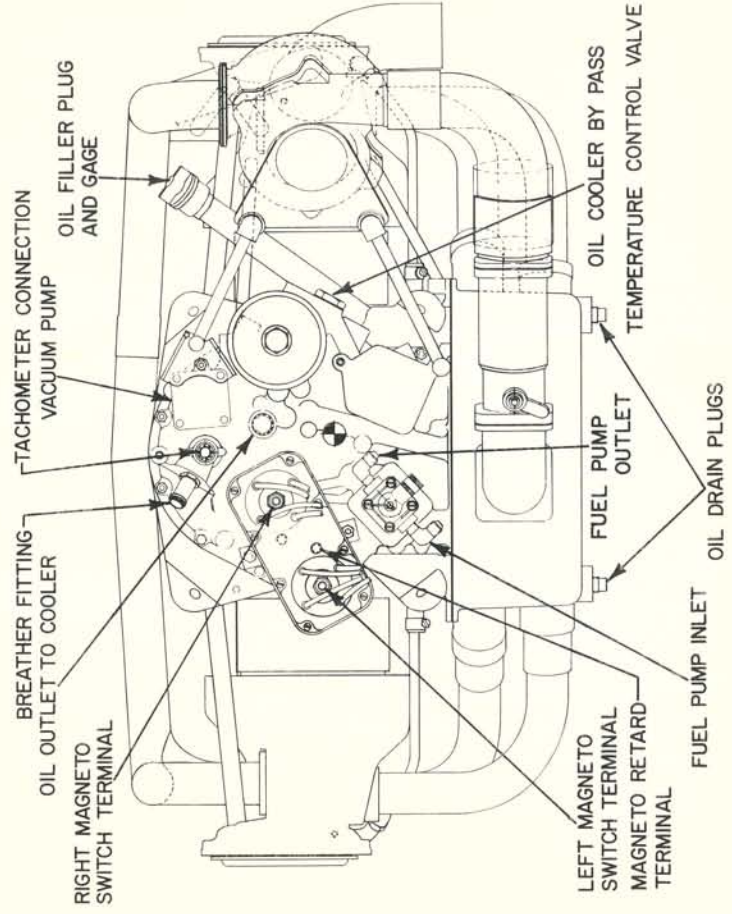 BREATHER FITTING
OIL OUTLET TO COOLER
RIGHT MAGNETO
SWITCH TERMINAL
TACHOMETER CONNECTION
VACUUM PUMP
OIL FILLER PLUG
AND GAGE
LEFT MAGNETO
SWITCH TERMINAL
MAGNETO RETARD
TERMINAL
FUEL PUMP INLET
FUEL PUMP
OUTLET
OIL DRAIN PLUGS
OIL COOLER BY PASS
TEMPERATURE CONTROL VALVE